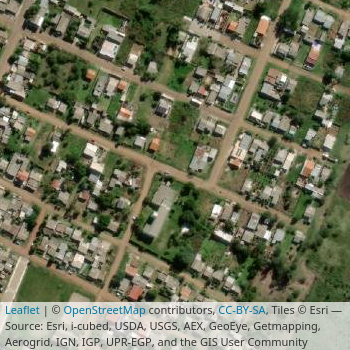 Leaflet | © OpenStreetMap contributors, CC-BY-SA, Tiles © Esri —
Source: Esri, i-cubed, USDA, USGS, AEX, GeoEye, Getmapping,
Aerogrid, IGN, IGP, UPR-EGP, and the GIS User Community